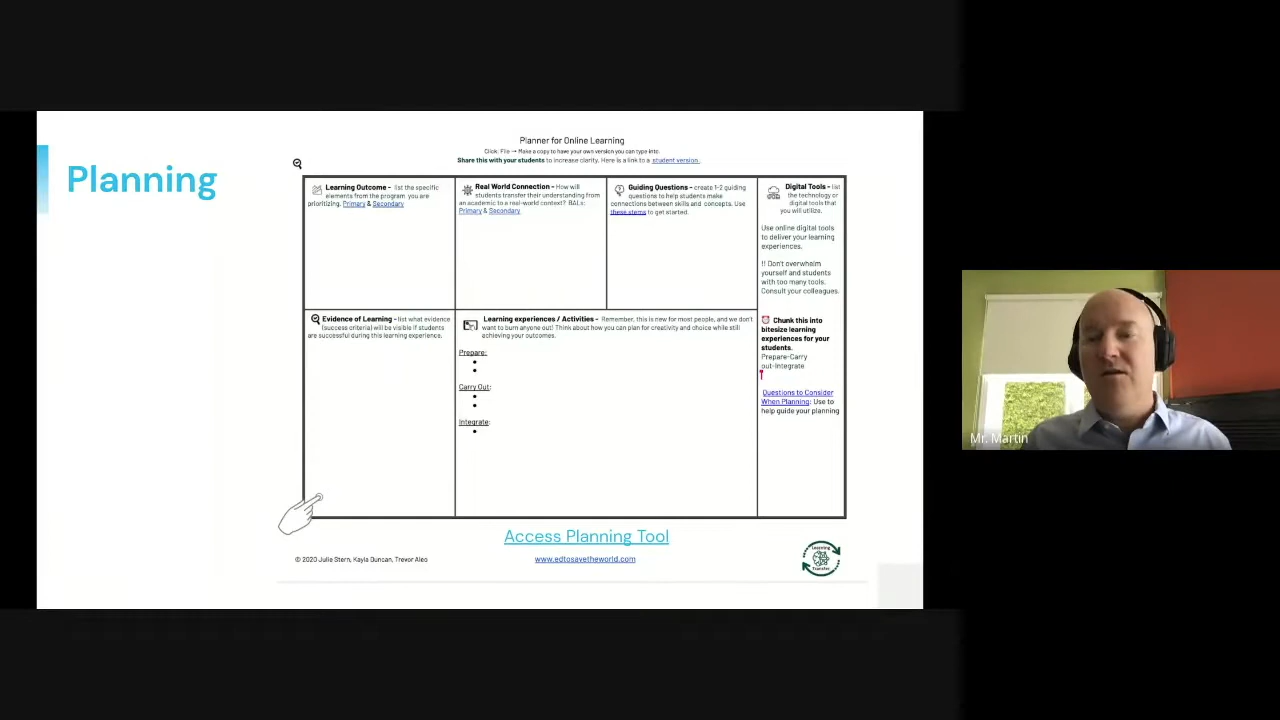 Planning
Planner for Online Learning
Click: File → Make a copy to have your own version you can type into.
Share this with your students to increase clarity. Here is a link to a student version.
Learning Outcome - list the specific
elements from the program you are
prioritizing. Primary & Secondary
Real World Connection - How will
students transfer their understanding from
an academic to a real-world context? BALs:
Primary & Secondary
Guiding Questions - create 1-2 guiding
questions to help students make
connections between skills and concepts. Use
these stems to get started.
Digital Tools - list
the technology or
digital tools that
you will utilize.
Use online digital tools
to deliver your learning
experiences.
!! Don't overwhelm
yourself and students
with too many tools.
Consult your colleagues.
Chunk this into
bitesize learning
experiences for your
students.
Prepare-Carry
out-Integrate
Questions to Consider
When Planning: Use to
help guide your planning
Evidence of Learning - list what evidence
(success criteria) will be visible if students
are successful during this learning experience.
Learning experiences / Activities - Remember, this is new for most people, and we don't
want to burn anyone out! Think about how you can plan for creativity and choice while still
achieving your outcomes.
Prepare:
Carry Out:
Integrate:
Access Planning Tool
© 2020 Julie Stern, Kayla Duncan, Trevor Aleo
www.edtosavetheworld.com
Learning
Transfer
Mr. Martin